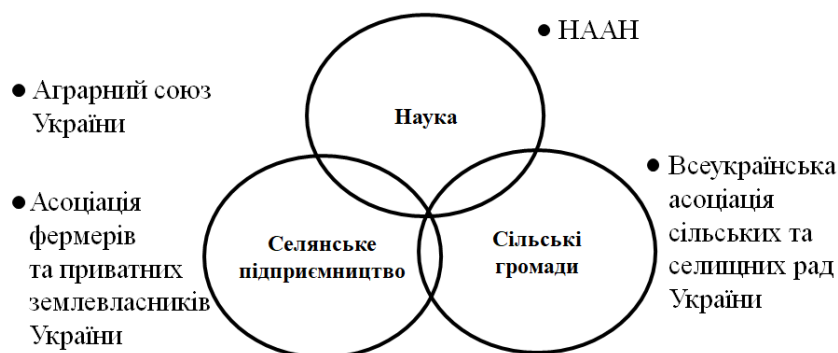 ● НААН
● Аграрний союз
України
Наука
● Всеукраїнська
асоціація
сільських та
селищних рад
України
● Асоціація
фермерів
та приватних
землевласників
України
Селянське
підприємництво
Сільські
громади